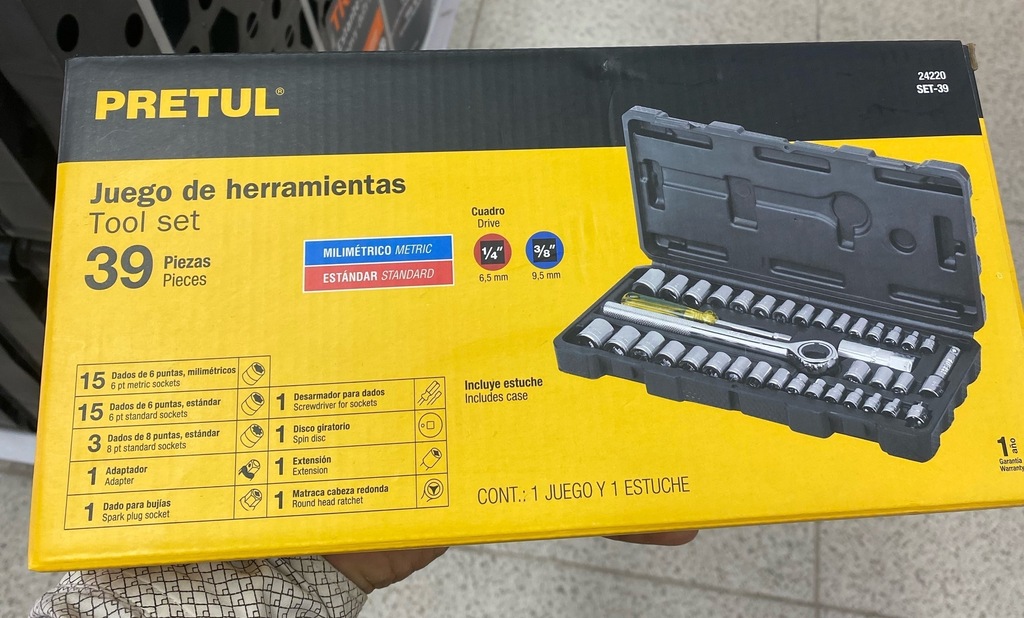 PRETUL®
24220
SET-39
Juego de herramientas
Tool set
39 Piezas
Pieces
MILIMÉTRICO METRIC
ESTÁNDAR STANDARD
Cuadro
Drive
1/4" 3/8"
6,5 mm 9,5 mm
15 Dados de 6 puntas, milimétricos
6 pt metric sockets
15 Dados de 6 puntas, estándar
6 pt standard sockets
3 Dados de 8 puntas, estándar
8 pt standard sockets
1 Adaptador
Adapter
1 Dado para bujías
Spark plug socket
1 Desarmador para dados
Screwdriver for sockets
1 Disco giratorio
Spin disc
1 Extensión
Extension
1 Matraca cabeza redonda
Round head ratchet
Incluye estuche
Includes case
CONT.: 1 JUEGO Y 1 ESTUCHE
1 año
Garantía
Warranty